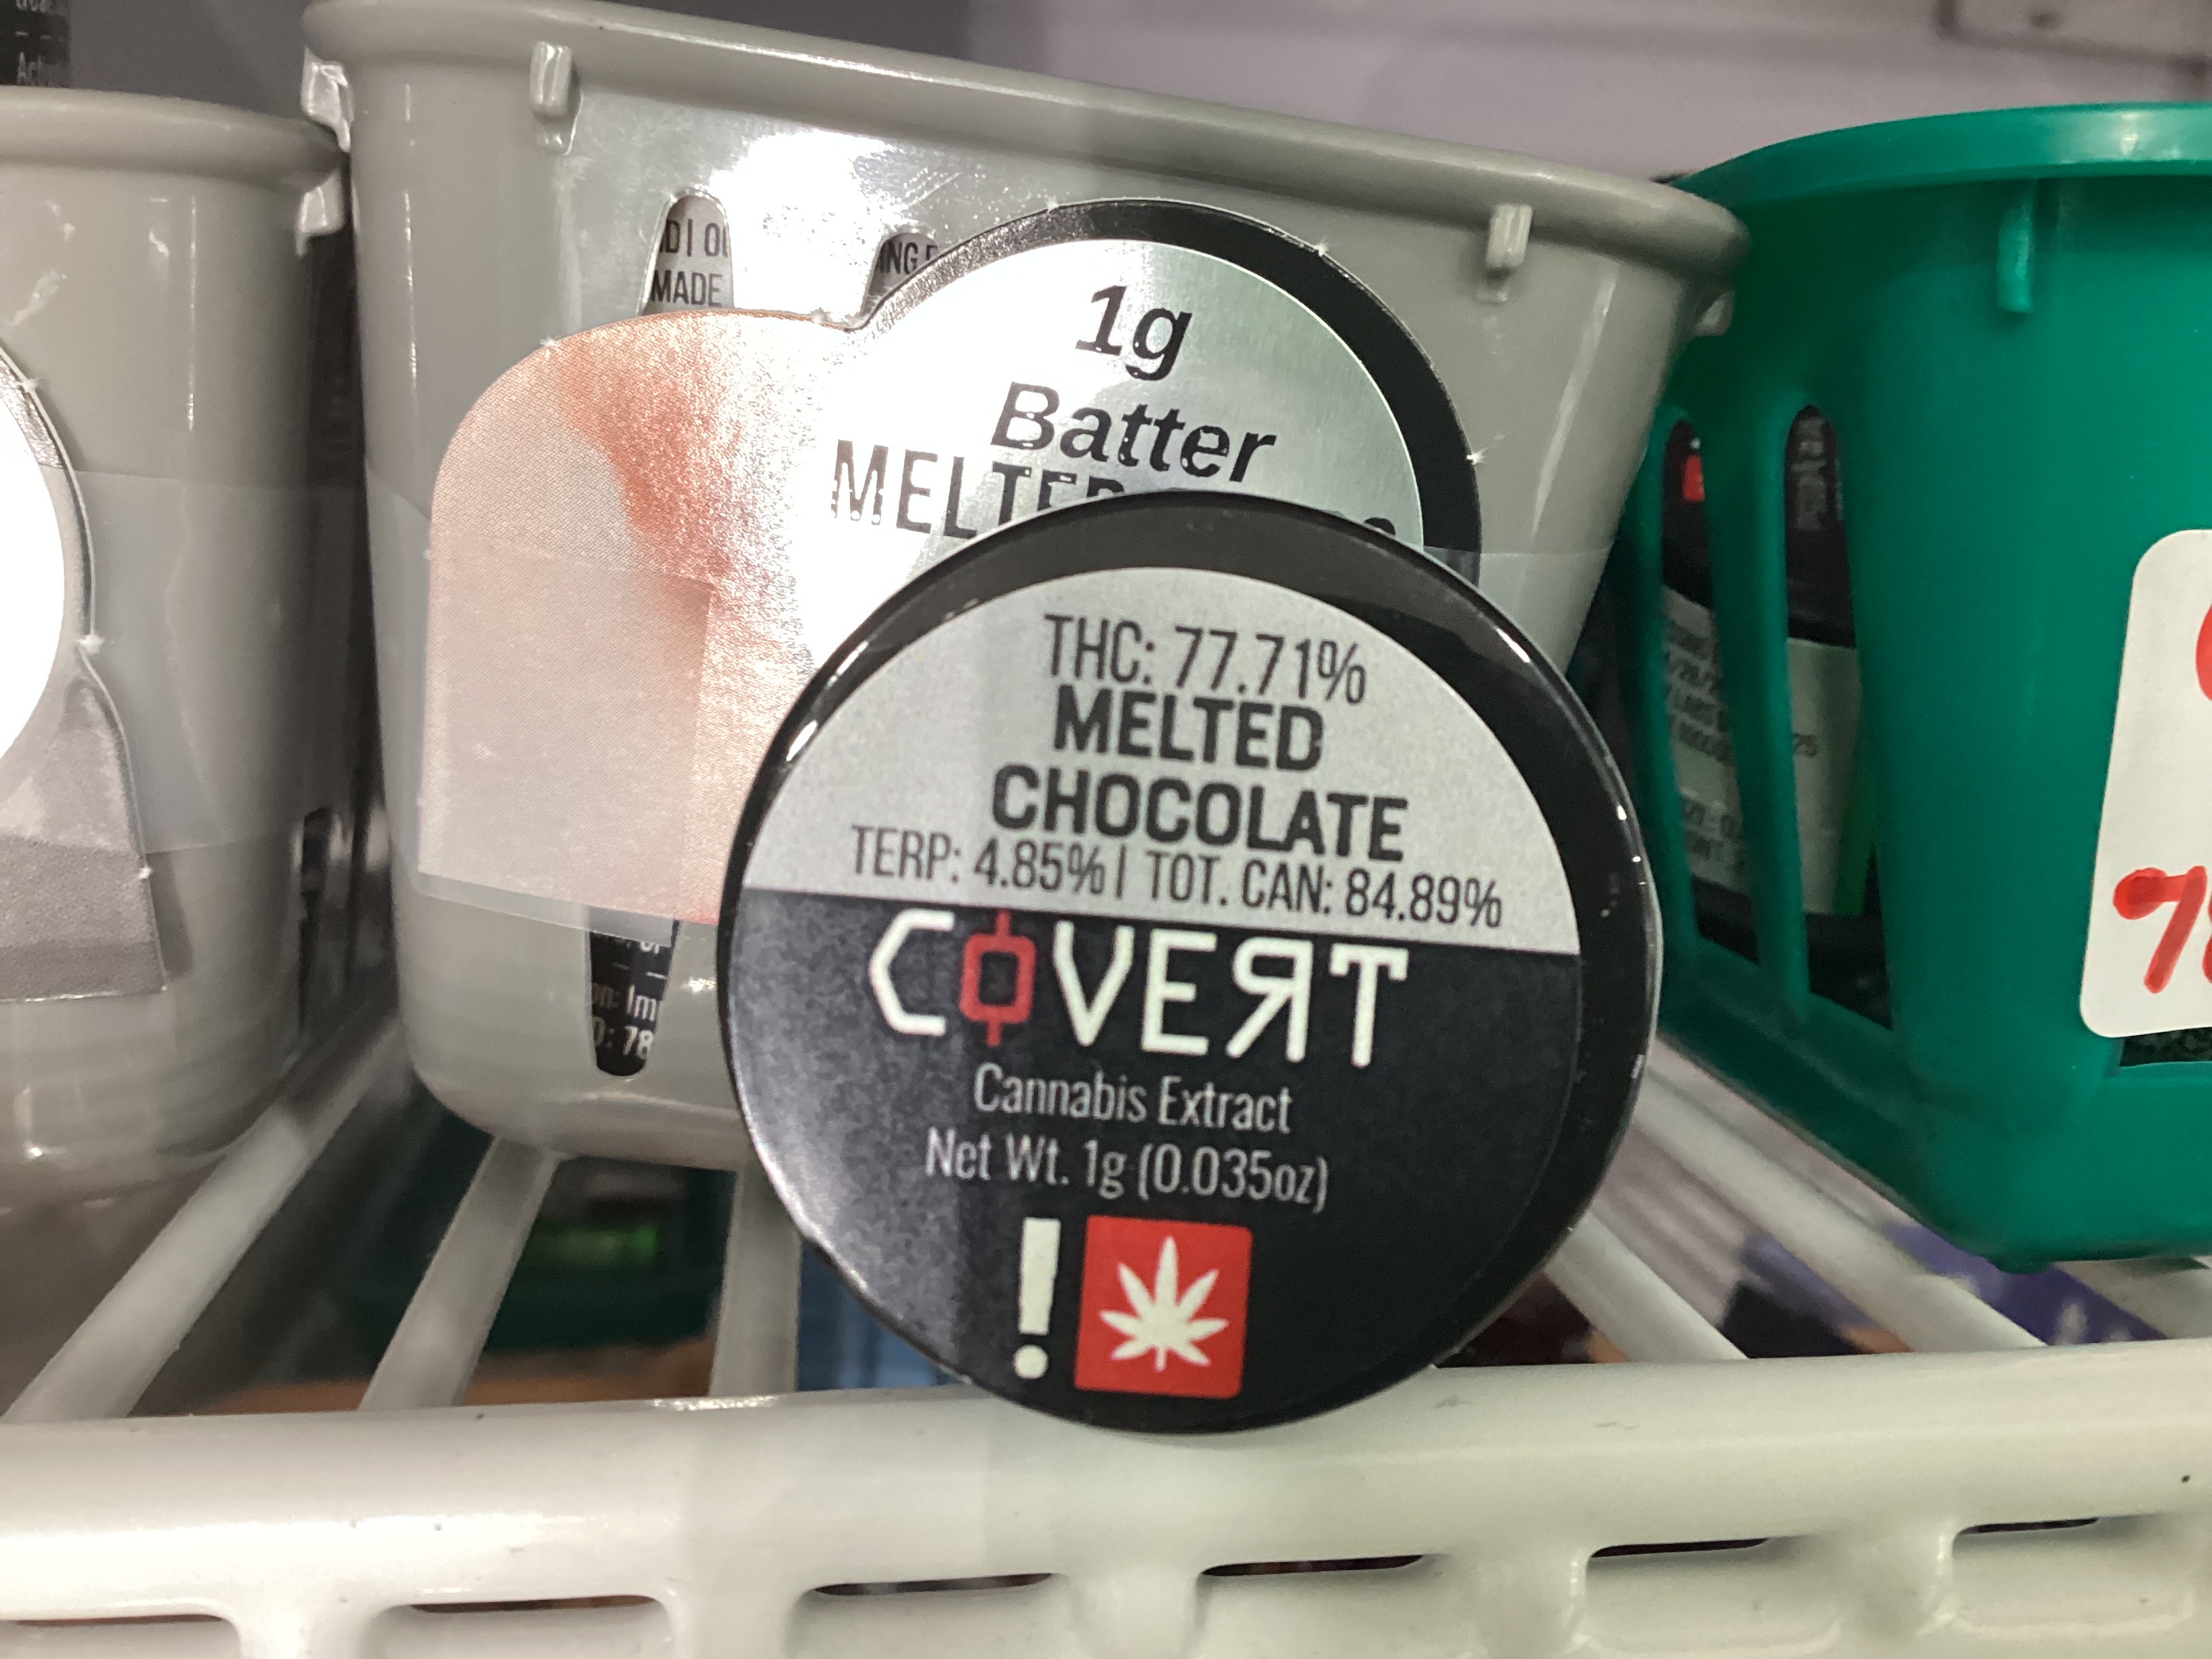 1g
Batter
THC: 77.71%
MELTED
CHOCOLATE
TERP: 4.85% | TOT. CAN: 84.89%
COVERT
Cannabis Extract
Net Wt. 1g (0.035oz)
!
MADE